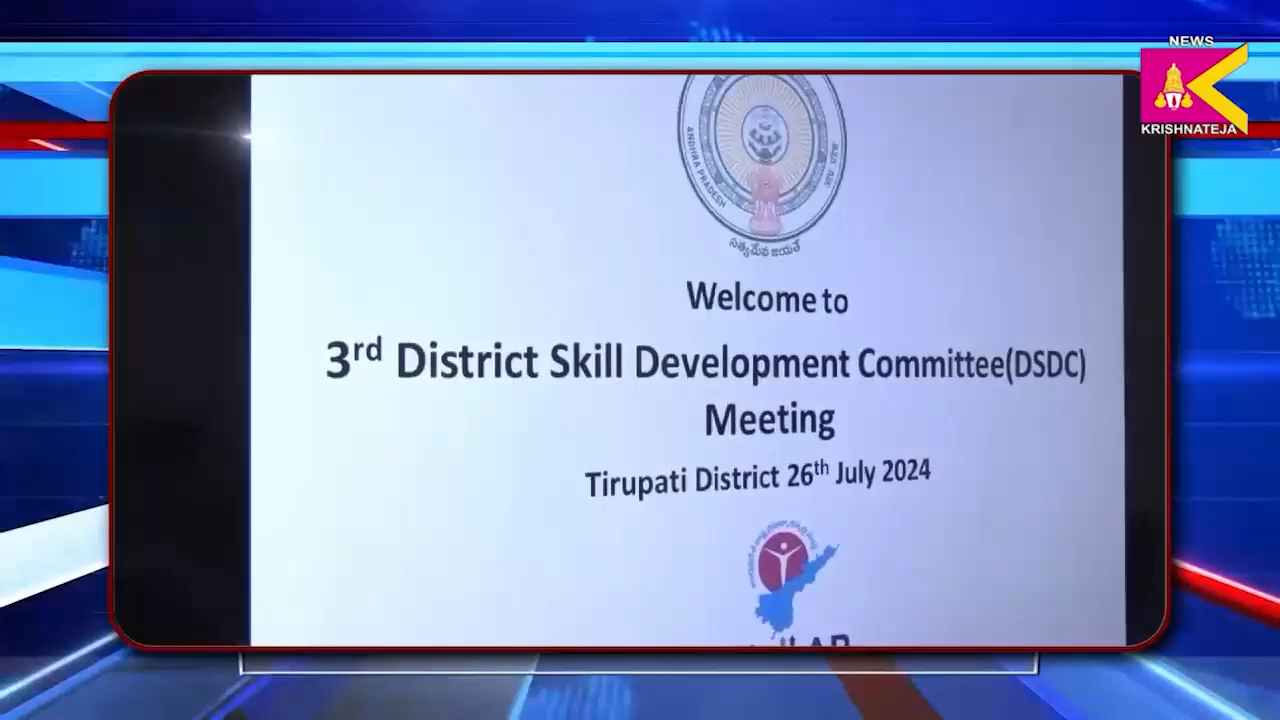 NEWS
KRISHNATEJA
ANDHRA PRADESH
సత్యమేవ జయతే
Welcome to
3rd District Skill Development Committee(DSDC)
Meeting
Tirupati District 26th July 2024